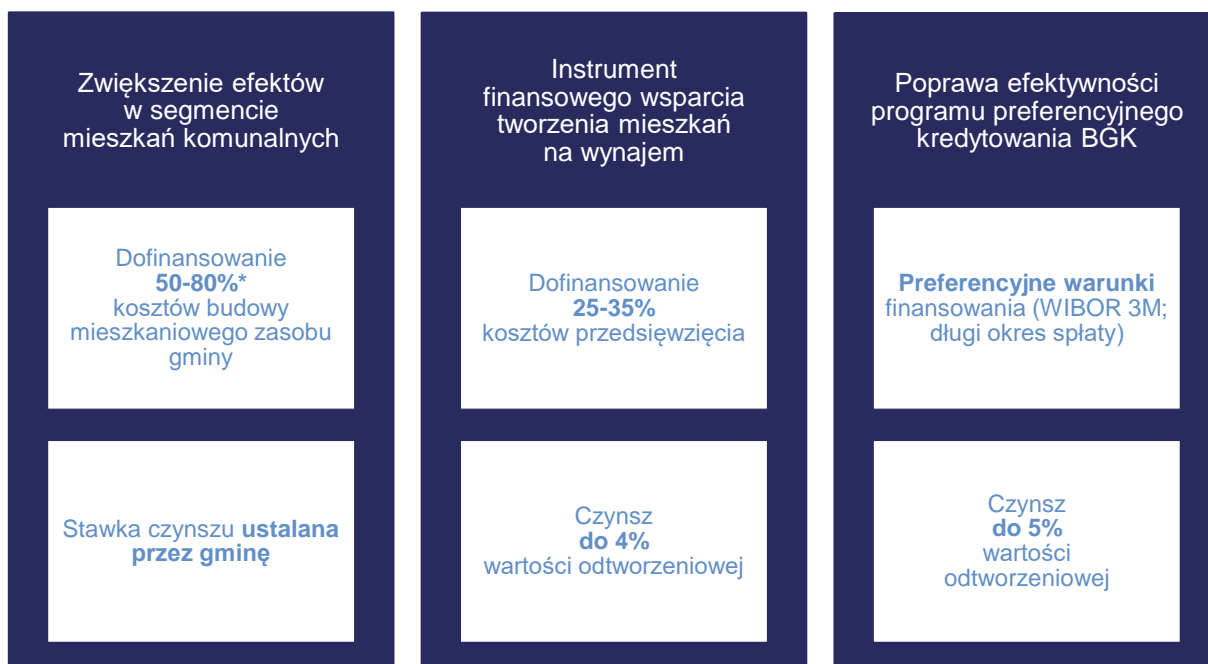 Zwiększenie efektów
w segmencie
mieszkań komunalnych
Dofinansowanie
50-80%*
kosztów budowy
mieszkaniowego zasobu
gminy
Stawka czynszu ustalana
przez gminę
Instrument
finansowego wsparcia
tworzenia mieszkań
na wynajem
Dofinansowanie
25-35%
kosztów przedsięwzięcia
Czynsz
do 4%
wartości odtworzeniowej
Poprawa efektywności
programu preferencyjnego
kredytowania BGK
Preferencyjne warunki
finansowania (WIBOR 3M;
długi okres spłaty)
Czynsz
do 5%
wartości
odtworzeniowej